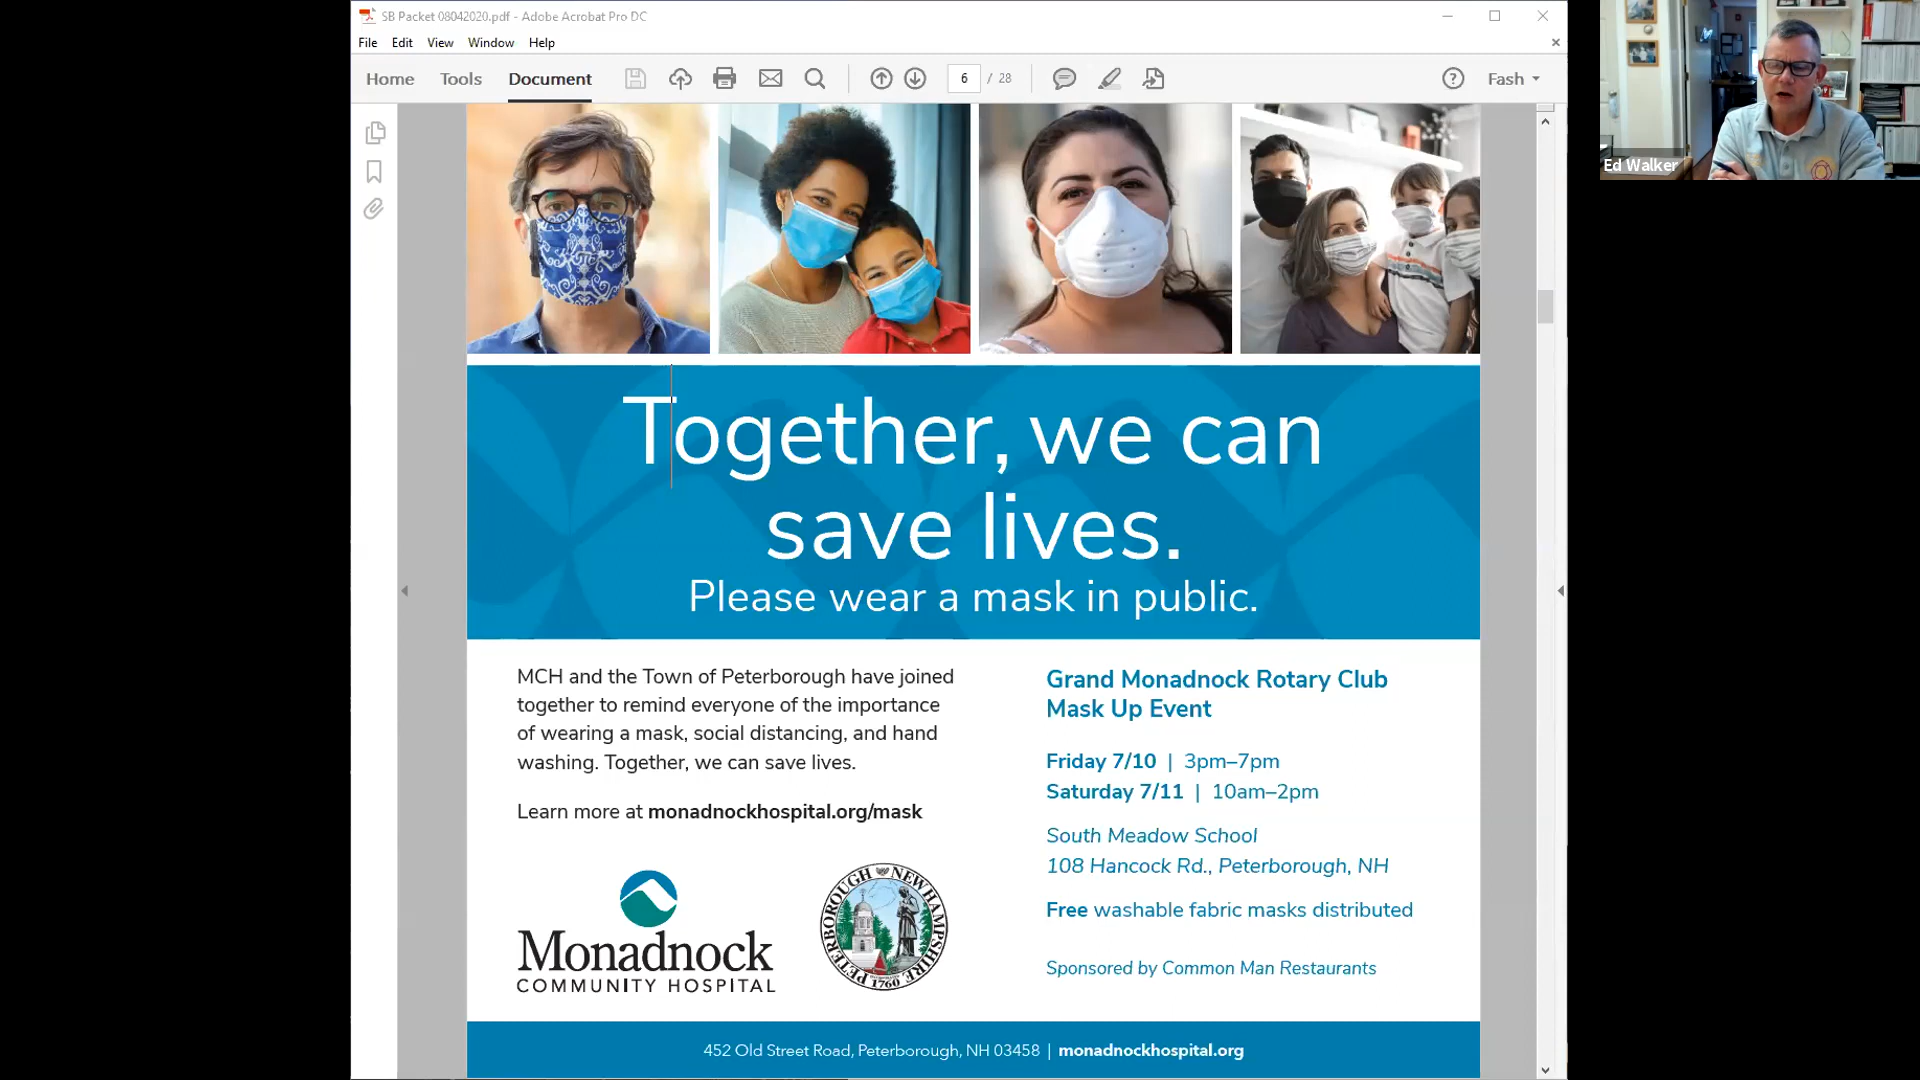 SB Packet 08042020.pdf - Adobe Acrobat Pro DC
File Edit View Window Help
Home Tools Document 6 / 28 Fash
Ed Walker
Together, we can
save lives.
Please wear a mask in public.
MCH and the Town of Peterborough have joined
together to remind everyone of the importance
of wearing a mask, social distancing, and hand
washing. Together, we can save lives.
Learn more at monadnockhospital.org/mask
Monadnock
COMMUNITY HOSPITAL
PETERBOROUGH NEW HAMPSHIRE
1760
Grand Monadnock Rotary Club
Mask Up Event
Friday 7/10 | 3pm–7pm
Saturday 7/11 | 10am–2pm
South Meadow School
108 Hancock Rd., Peterborough, NH
Free washable fabric masks distributed
Sponsored by Common Man Restaurants
452 Old Street Road, Peterborough, NH 03458 | monadnockhospital.org